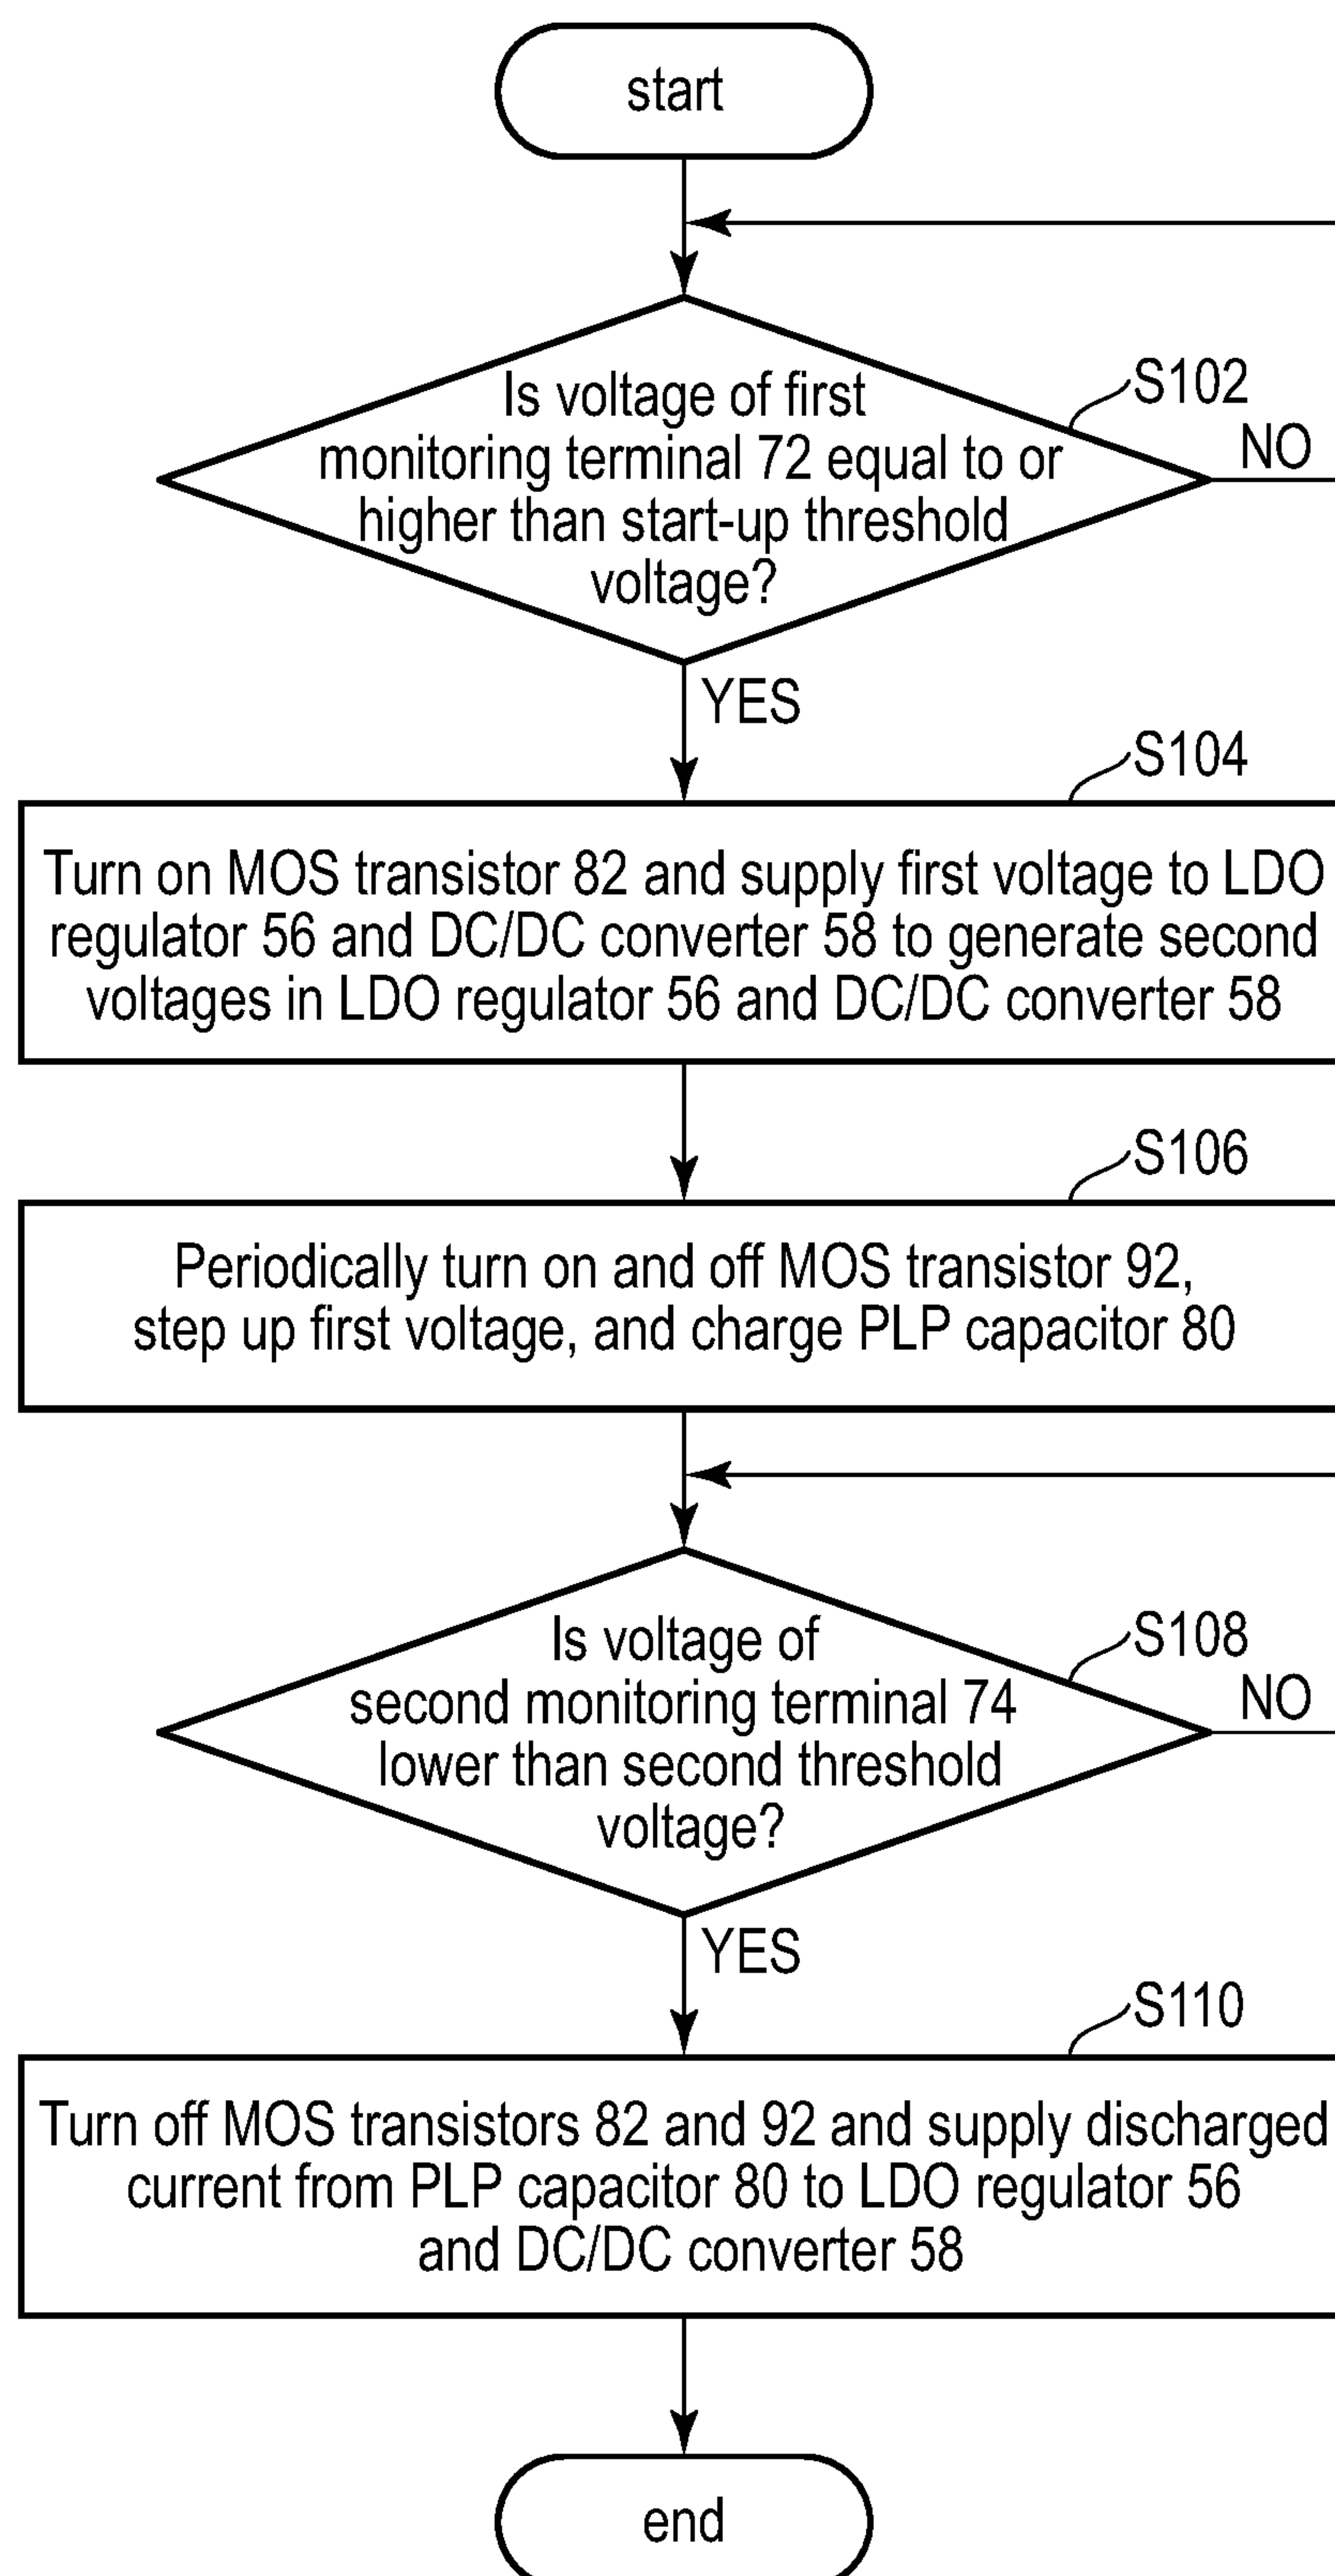 start
Is voltage of first
monitoring terminal 72 equal to or
higher than start-up threshold
voltage?
S102
NO
YES
S104
Turn on MOS transistor 82 and supply first voltage to LDO
regulator 56 and DC/DC converter 58 to generate second
voltages in LDO regulator 56 and DC/DC converter 58
S106
Periodically turn on and off MOS transistor 92,
step up first voltage, and charge PLP capacitor 80
Is voltage of
second monitoring terminal 74
lower than second threshold
voltage?
S108
NO
YES
S110
Turn off MOS transistors 82 and 92 and supply discharged
current from PLP capacitor 80 to LDO regulator 56
and DC/DC converter 58
end